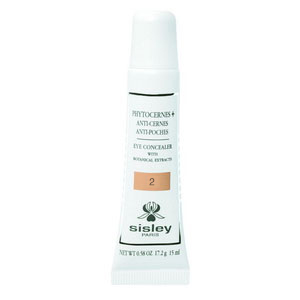 PHYTOCERNES +
ANTI-CERNES
ANTI-POCHES
EYE CONCEALER
WITH
BOTANICAL EXTRACTS
2
sisley
PARIS
NET WT 0.58 OZ. 17.2 g 15 ml